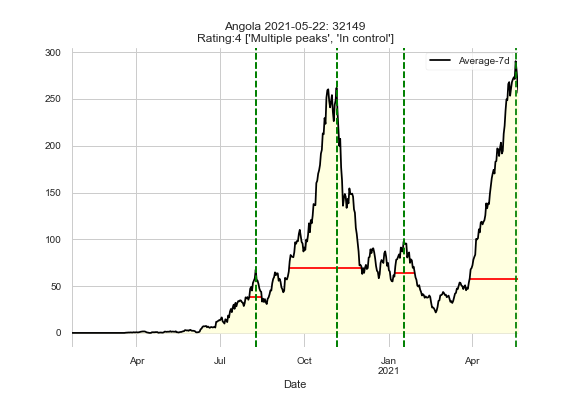 Angola 2021-05-22: 32149
Rating:4 ['Multiple peaks', 'In control']
Average-7d
300
250
200
150
100
50
0
Apr
Jul
Oct
Jan
2021
Apr
Date